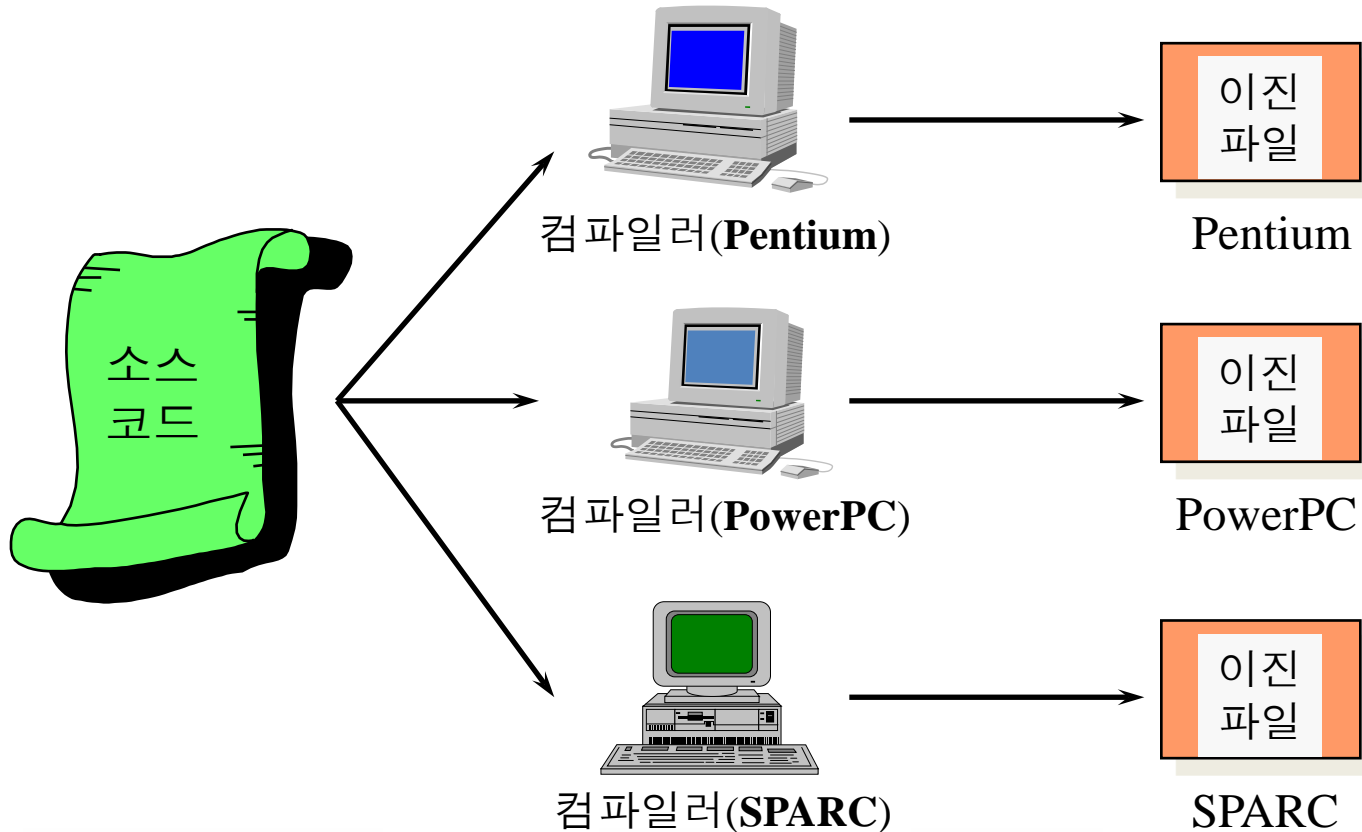 소스
코드
컴파일러(Pentium)
이진
파일
Pentium
컴파일러(PowerPC)
이진
파일
PowerPC
컴파일러(SPARC)
이진
파일
SPARC